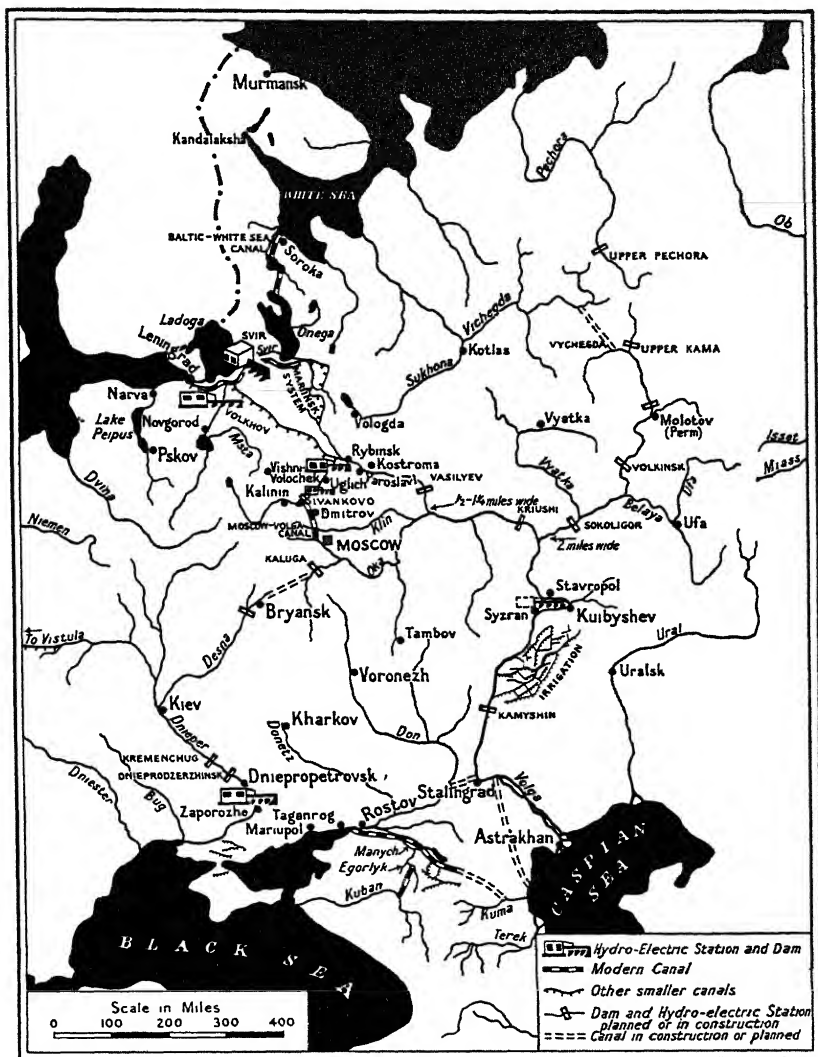 Murmansk
Kandalaksha
WHITE SEA
Pechora
Ob
BALTIC-WHITE SEA
CANAL
Soroka
UPPER PECHORA
Ladoga
Onega
Vichegda
Leningrad
SVIR
Svir
VYCHEGDA
UPPER KAMA
MARIINSK
SYSTEM
Kotlas
Sukhona
Narva
Lake
Peipus
Novgorod
VOLKHOV
Msta
Pskov
Vologda
Vyatka
Molotov
(Perm)
Isset
Miass
Rybinsk
Kostroma
Vishni-
Volochek
Uglich
Yaroslavl
VASILYEV
Vyatka
VOLKINSK
Ufa
Dvina
Kalinin
IVANKOVO
Dmitrov
Klin
½-1¼ miles wide
KRIUSHI
SOKOLIGOR
Belaya
Ufa
Niemen
MOSCOW-VOLGA
CANAL
MOSCOW
2 miles wide
KALUGA
Oka
Stavropol
Bryansk
Syzran
Kuibyshev
To Vistula
Desna
Tambov
IRRIGATION
Ural
Voronezh
Uralsk
Kiev
KAMYSHIN
Dnieper
Kharkov
Donetz
Don
KREMENCHUG
DNIEPRODZERZHINSK
Dniepropetrovsk
Dniester
Bug
Stalingrad
Volga
Zaporozhe
Taganrog
Rostov
Mariupol
Astrakhan
Manych
Egorlyk
CASPIAN
SEA
Kuban
Kuma
Terek
BLACK SEA
Hydro-Electric Station and Dam
Modern Canal
Other smaller canals
Dam and Hydro-electric Station
planned or in construction
Canal in construction or planned
Scale in Miles
0 100 200 300 400